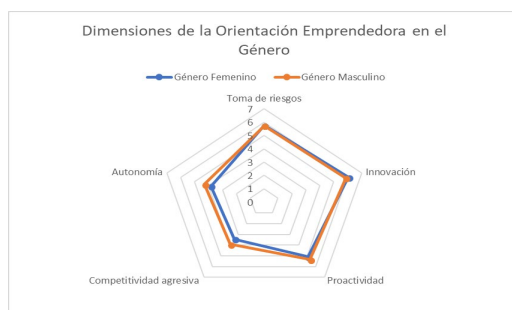 Dimensiones de la Orientación Emprendedora en el
Género
Género Femenino
Género Masculino
Toma de riesgos
7
6
5
4
3
2
1
0
Autonomía
Innovación
Competitividad agresiva
Proactividad